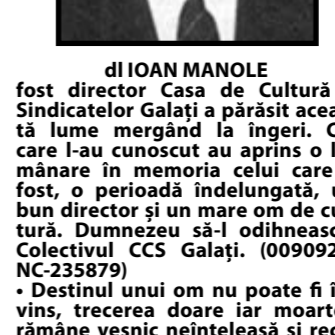 dl IOAN MANOLE
fost director Casa de Cultură
Sindicatelor Galați a părăsit acea
tă lume mergând la îngeri. C
care l-au cunoscut au aprins o l
mânare în memoria celui care
fost, o perioadă îndelungată, u
bun director și un mare om de cu
tură. Dumnezeu să-l odihneasc
Colectivul CCS Galați. (009092
NC-235879)
• Destinul unui om nu poate fi î
vins, trecerea doare iar moart
rămâne veșnic neînțeleasă și rec